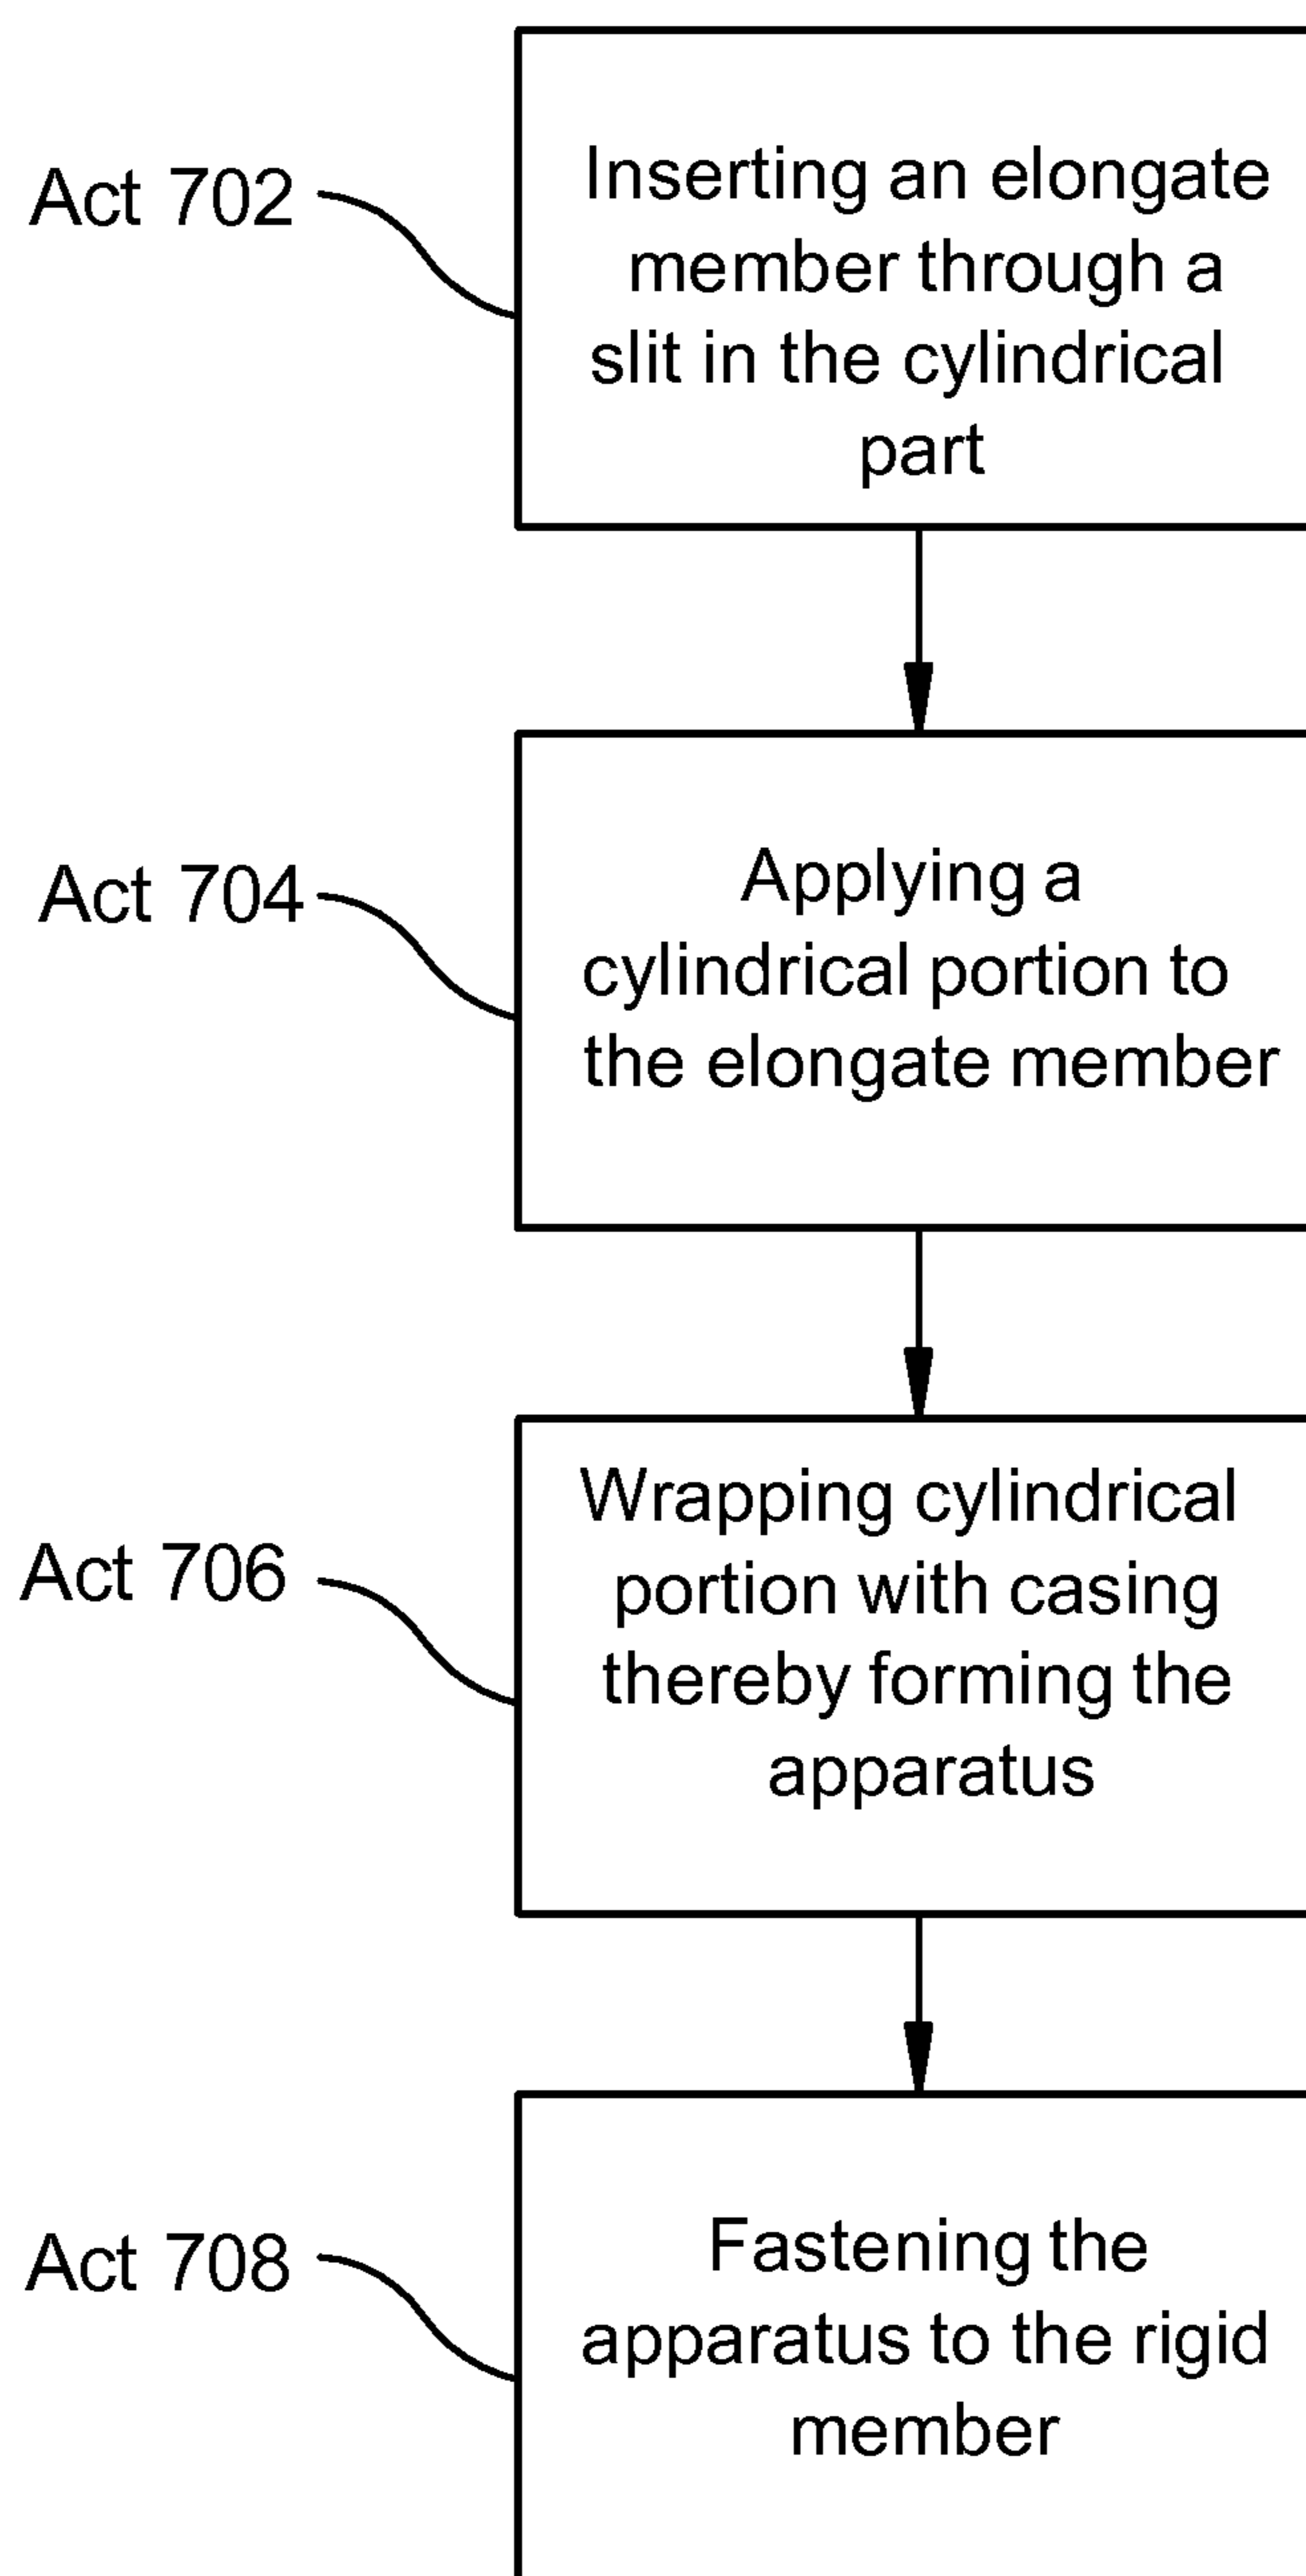 Act 702
Inserting an elongate
member through a
slit in the cylindrical
part
Act 704
Applying a
cylindrical portion to
the elongate member
Act 706
Wrapping cylindrical
portion with casing
thereby forming the
apparatus
Act 708
Fastening the
apparatus to the rigid
member